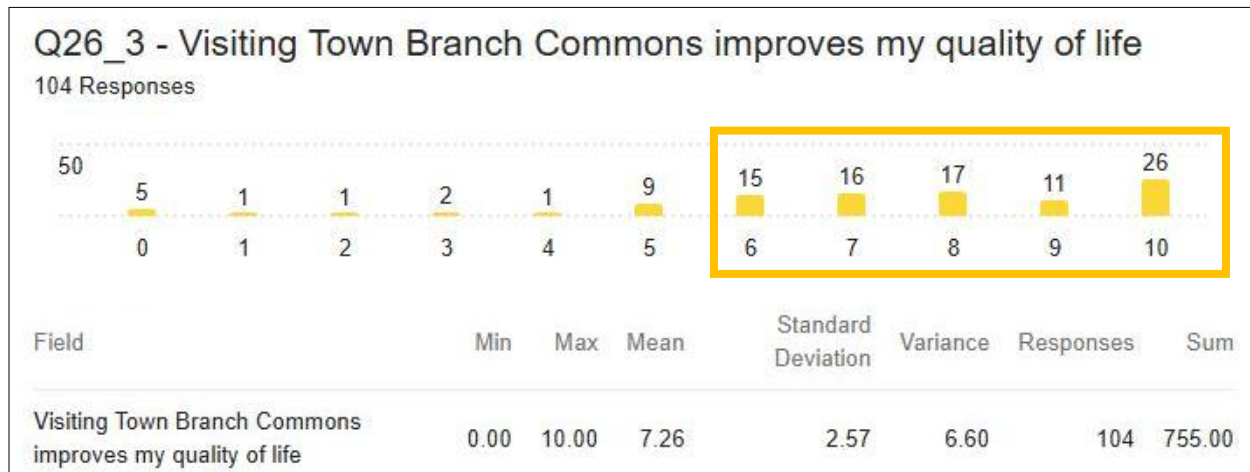 Q26_3 - Visiting Town Branch Commons improves my quality of life
104 Responses
50
5 1 1 2 1 9 15 16 17 11 26
0 1 2 3 4 5 6 7 8 9 10
Field Min Max Mean Standard Deviation Variance Responses Sum
Visiting Town Branch Commons
improves my quality of life 0.00 10.00 7.26 2.57 6.60 104 755.00